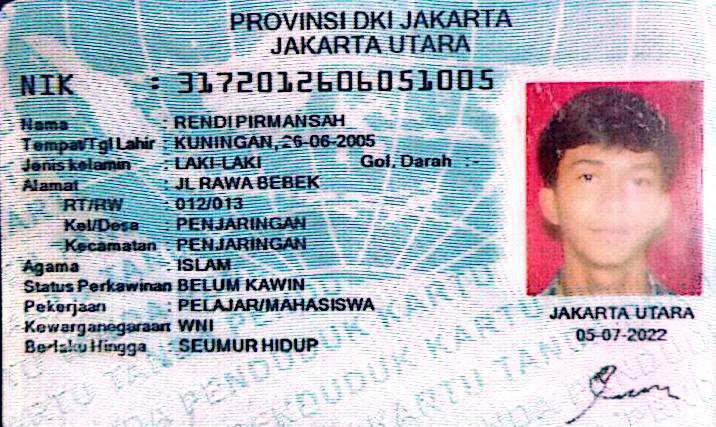 PROVINSI DKI JAKARTA
JAKARTA UTARA
NIK : 3172012606051005
Nama : RENDI PIRMANSAH
Tempat/Tgl Lahir : KUNINGAN, 26-06-2005
Jenis kelamin : LAKI-LAKI Gol. Darah : -
Alamat : JL RAWA BEBEK
RT/RW : 012/013
Kel/Desa : PENJARINGAN
Kecamatan : PENJARINGAN
Agama : ISLAM
Status Perkawinan BELUM KAWIN
Pekerjaan : PELAJAR/MAHASISWA
Kewarganegaraan WNI
Berlaku Hingga : SEUMUR HIDUP
JAKARTA UTARA
05-07-2022